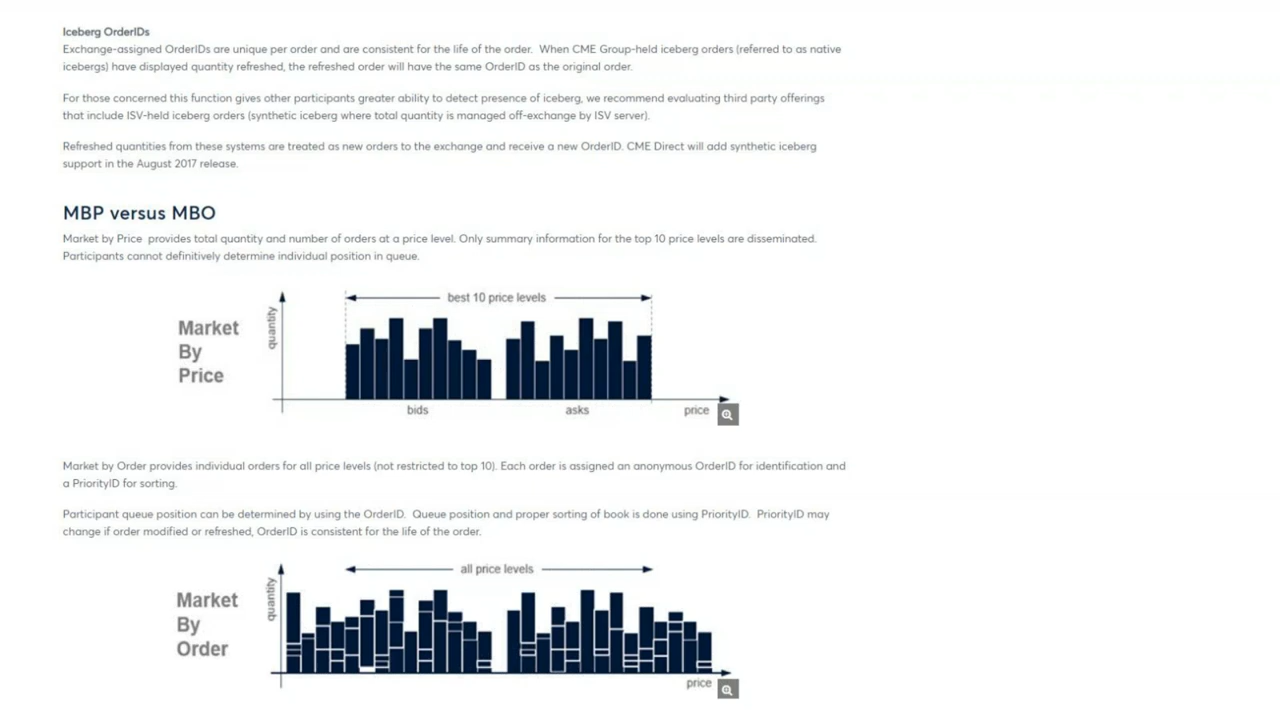 Iceberg OrderIDs
Exchange-assigned OrderIDs are unique per order and are consistent for the life of the order.  When CME Group-held iceberg orders (referred to as native
icebergs) have displayed quantity refreshed, the refreshed order will have the same OrderID as the original order.
For those concerned this function gives other participants greater ability to detect presence of iceberg, we recommend evaluating third party offerings
that include ISV-held iceberg orders (synthetic iceberg where total quantity is managed off-exchange by ISV server).
Refreshed quantities from these systems are treated as new orders to the exchange and receive a new OrderID. CME Direct will add synthetic iceberg
support in the August 2017 release.
MBP versus MBO
Market by Price  provides total quantity and number of orders at a price level. Only summary information for the top 10 price levels are disseminated.
Participants cannot definitively determine individual position in queue.
best 10 price levels
quantity
Market
By
Price
bids
asks
price
Market by Order provides individual orders for all price levels (not restricted to top 10). Each order is assigned an anonymous OrderID for identification and
a PriorityID for sorting.
Participant queue position can be determined by using the OrderID.  Queue position and proper sorting of book is done using PriorityID.  PriorityID may
change if order modified or refreshed, OrderID is consistent for the life of the order.
all price levels
quantity
Market
By
Order
price